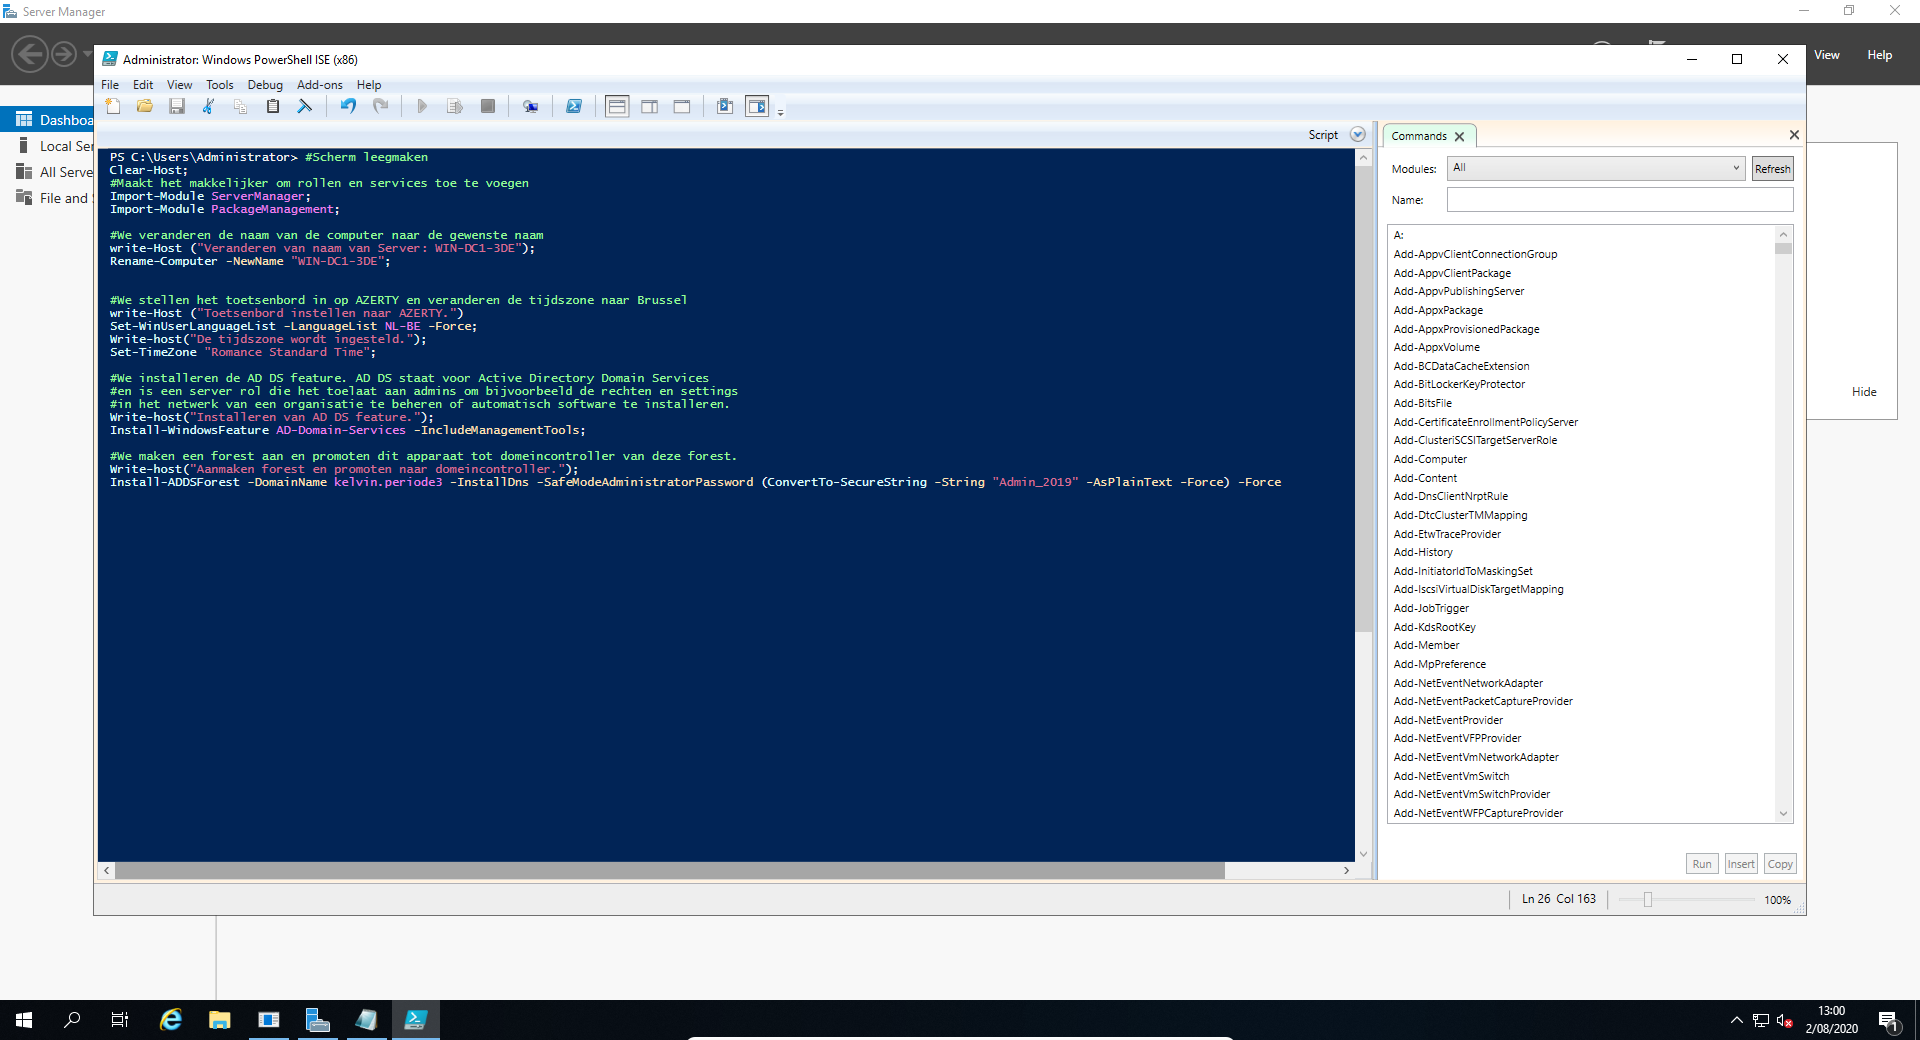 Server Manager
View
Help
Administrator: Windows PowerShell ISE (x86)
File Edit View Tools Debug Add-ons Help
Script
Dashboa
Local Ser
All Serve
File and
PS C:\Users\Administrator> #Scherm leegmaken
Clear-Host;
#Maakt het makkelijker om rollen en services toe te voegen
Import-Module ServerManager;
Import-Module PackageManagement;
#We veranderen de naam van de computer naar de gewenste naam
write-Host ("Veranderen van naam van Server: WIN-DC1-3DE");
Rename-Computer -NewName "WIN-DC1-3DE";
#We stellen het toetsenbord in op AZERTY en veranderen de tijdszone naar Brussel
write-Host ("Toetsenbord instellen naar AZERTY.")
Set-WinUserLanguageList -LanguageList NL-BE -Force;
Write-host("De tijdszone wordt ingesteld.");
Set-TimeZone "Romance Standard Time";
#We installeren de AD DS feature. AD DS staat voor Active Directory Domain Services
#en is een server rol die het toelaat aan admins om bijvoorbeeld de rechten en settings
#in het netwerk van een organisatie te beheren of automatisch software te installeren.
Write-host("Installeren van AD DS feature.");
Install-WindowsFeature AD-Domain-Services -IncludeManagementTools;
#We maken een forest aan en promoten dit apparaat tot domeincontroller van deze forest.
Write-host("Aanmaken forest en promoten naar domeincontroller.");
Install-ADDSForest -DomainName kelvin.periode3 -InstallDns -SafeModeAdministratorPassword (ConvertTo-SecureString -String "Admin_2019" -AsPlainText -Force) -Force
Commands
Modules: All Refresh
Name:
A:
Add-AppvClientConnectionGroup
Add-AppvClientPackage
Add-AppvPublishingServer
Add-AppxPackage
Add-AppxProvisionedPackage
Add-AppxVolume
Add-BCDataCacheExtension
Add-BitLockerKeyProtector
Add-BitsFile
Add-CertificateEnrollmentPolicyServer
Add-ClusteriSCSITargetServerRole
Add-Computer
Add-Content
Add-DnsClientNrptRule
Add-DtcClusterTMMapping
Add-EtwTraceProvider
Add-History
Add-InitiatorIdToMaskingSet
Add-IscsiVirtualDiskTargetMapping
Add-JobTrigger
Add-KdsRootKey
Add-Member
Add-MpPreference
Add-NetEventNetworkAdapter
Add-NetEventPacketCaptureProvider
Add-NetEventProvider
Add-NetEventVFPProvider
Add-NetEventVmNetworkAdapter
Add-NetEventVmSwitch
Add-NetEventVmSwitchProvider
Add-NetEventWFPCaptureProvider
Run Insert Copy
Hide
Ln 26 Col 163
100%
13:00
2/08/2020
1